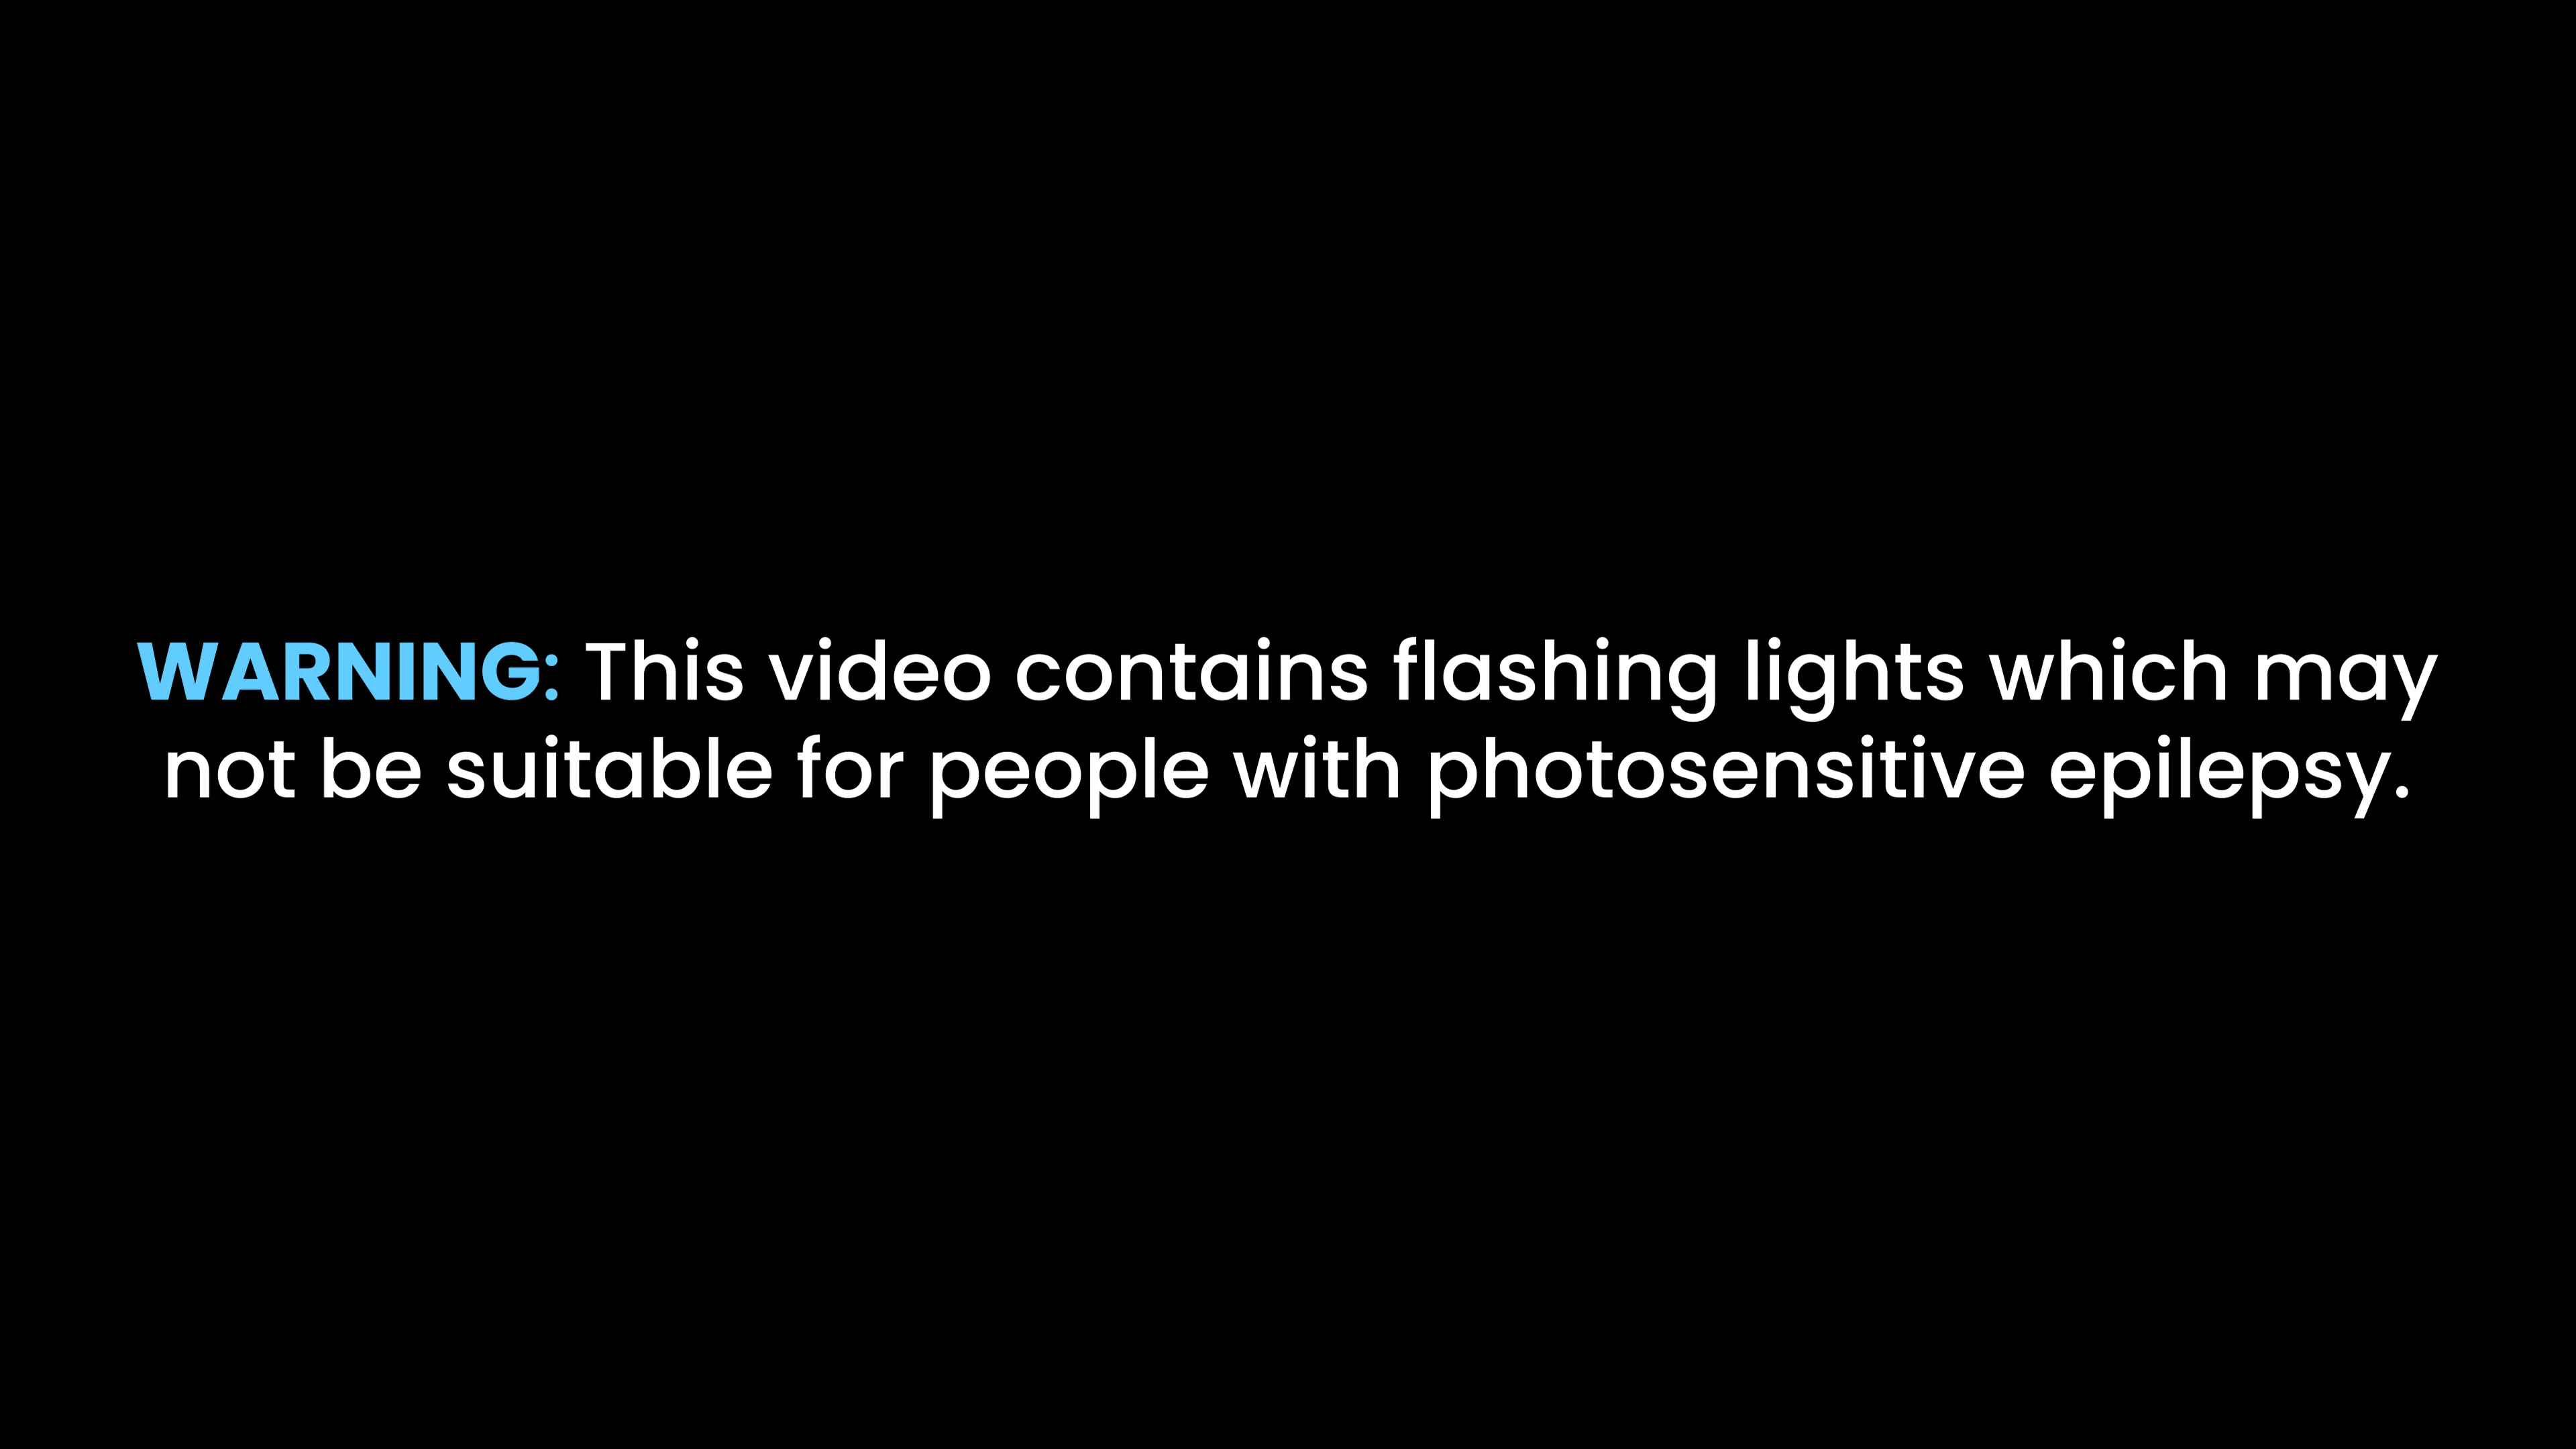 WARNING: This video contains flashing lights which may
not be suitable for people with photosensitive epilepsy.